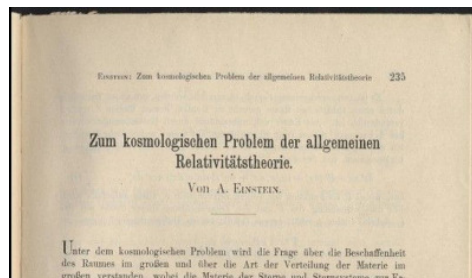 EINSTEIN: Zum kosmologischen Problem der allgemeinen Relativitätstheorie 235
Zum kosmologischen Problem der allgemeinen
Relativitätstheorie.
Von A. EINSTEIN.
Unter dem kosmologischen Problem wird die Frage über die Beschaffenheit
des Raumes im großen und über die Art der Verteilung der Materie im
großen verstanden, wobei die Materie der Sterne und Sternsysteme zur